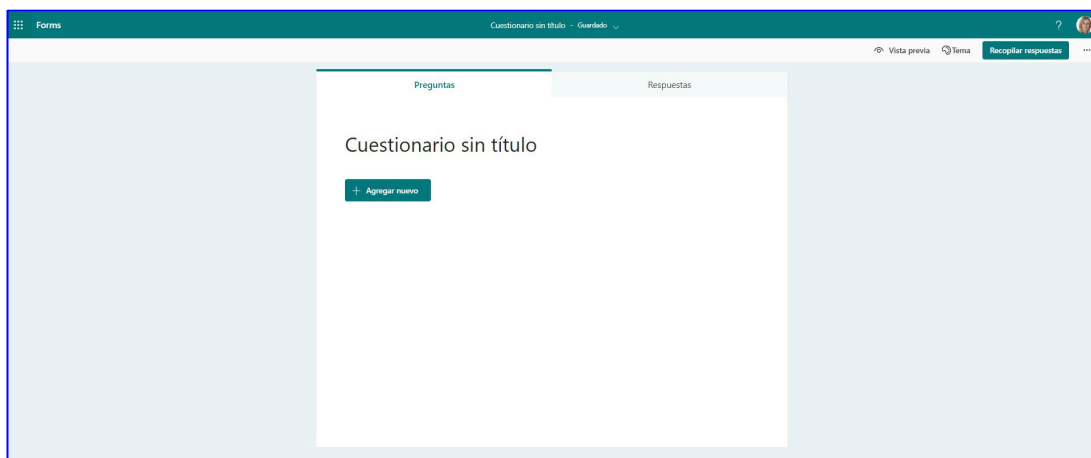 Forms
Cuestionario sin título - Guardado
?
Vista previa
Tema
Recopilar respuestas
...
Preguntas
Respuestas
Cuestionario sin título
+ Agregar nuevo